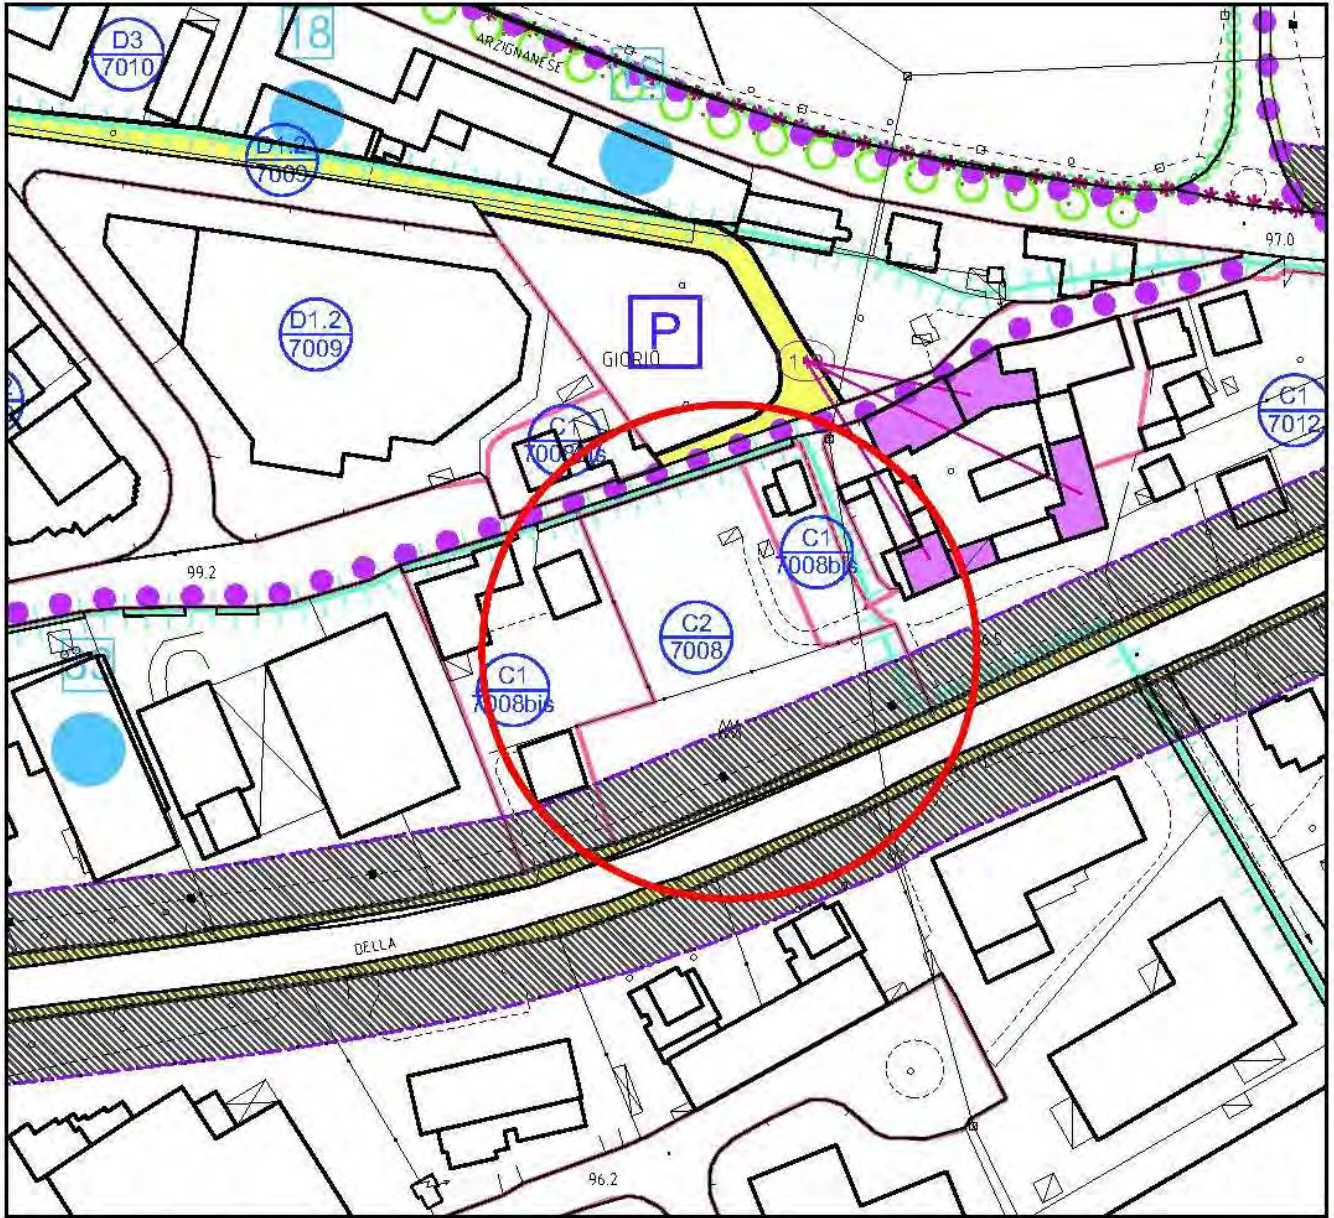 18
D3
7010
ARZIGNANESE
D1.2
7009
97.0
D1.2
7009
P
GIORIO
C1
7012
C1
7008bis
C1
7008bis
99.2
C2
7008
C1
7008bis
DELLA
96.2